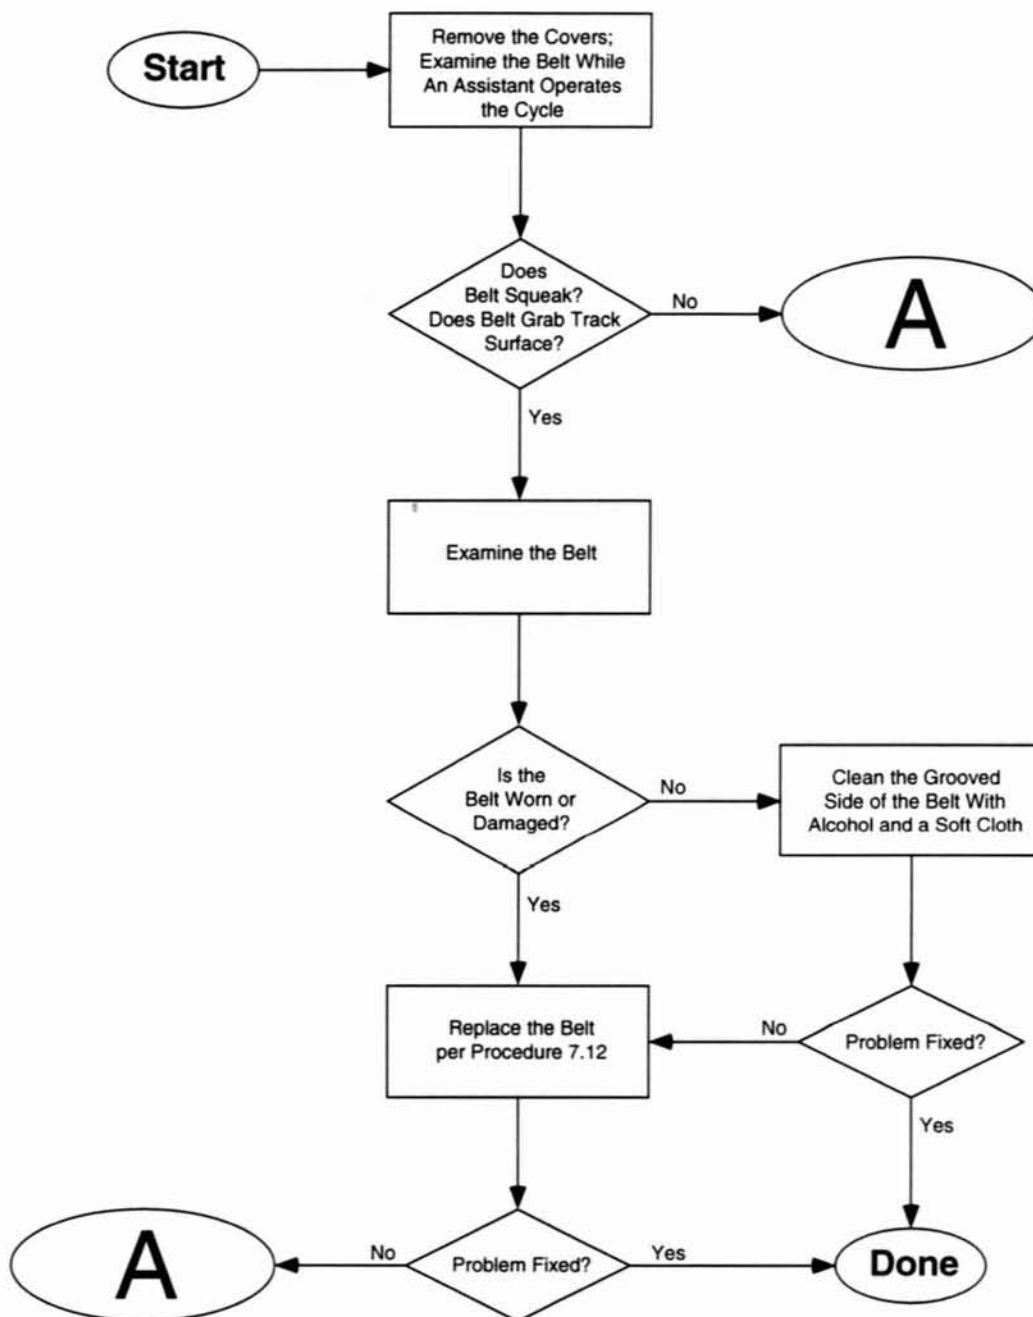 Start
Remove the Covers;
Examine the Belt While
An Assistant Operates
the Cycle
Does
Belt Squeak?
Does Belt Grab Track
Surface?
No
A
Yes
Examine the Belt
Is the
Belt Worn or
Damaged?
No
Clean the Grooved
Side of the Belt With
Alcohol and a Soft Cloth
Yes
Replace the Belt
per Procedure 7.12
No
Problem Fixed?
Yes
A
No
Problem Fixed?
Yes
Done